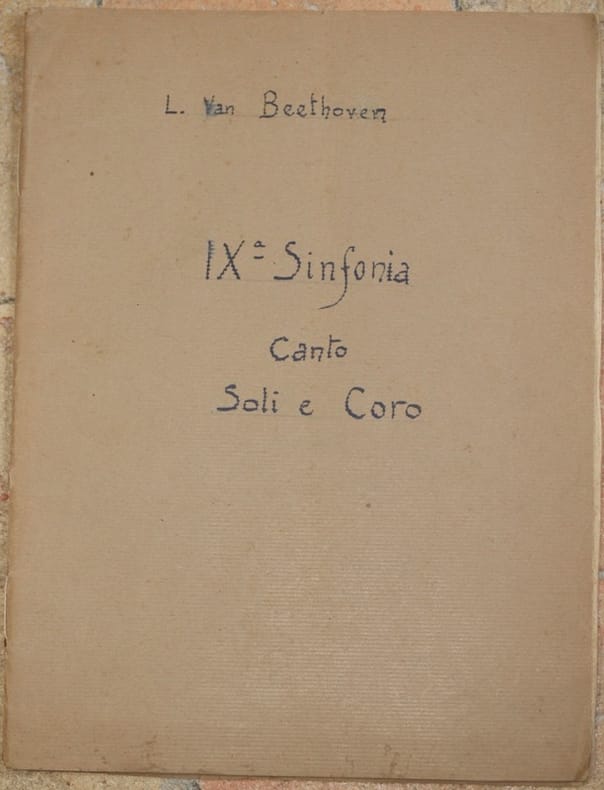 L. Van Beethoven
IXª Sinfonia
Canto
Soli e Coro